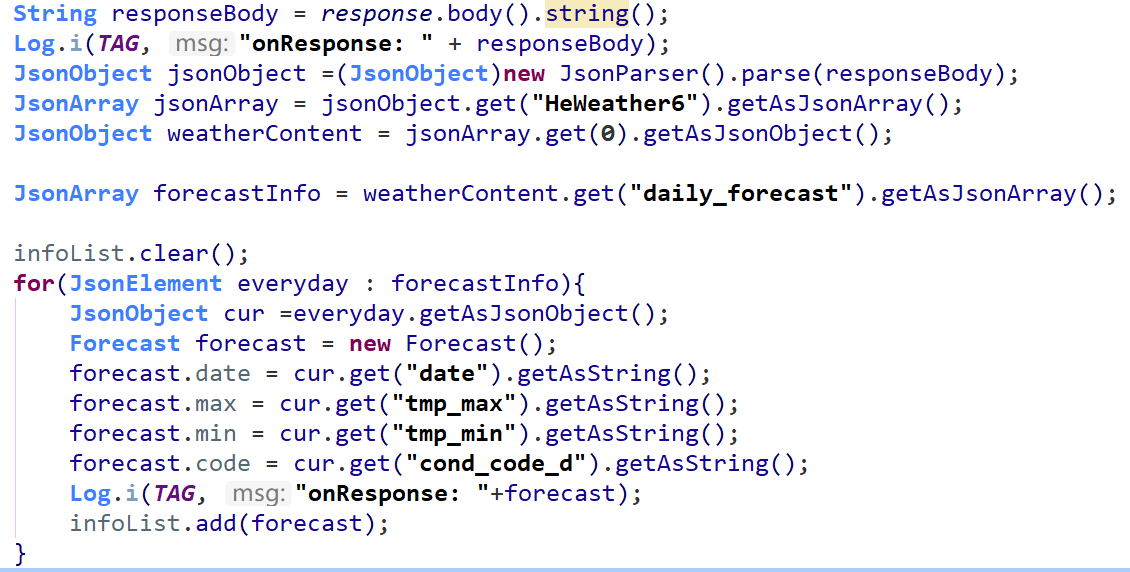 String responseBody = response.body().string();
Log.i(TAG, msg: "onResponse: " + responseBody);
JsonObject jsonObject =(JsonObject)new JsonParser().parse(responseBody);
JsonArray jsonArray = jsonObject.get("HeWeather6").getAsJsonArray();
JsonObject weatherContent = jsonArray.get(0).getAsJsonObject();

JsonArray forecastInfo = weatherContent.get("daily_forecast").getAsJsonArray();

infoList.clear();
for(JsonElement everyday : forecastInfo){
    JsonObject cur =everyday.getAsJsonObject();
    Forecast forecast = new Forecast();
    forecast.date = cur.get("date").getAsString();
    forecast.max = cur.get("tmp_max").getAsString();
    forecast.min = cur.get("tmp_min").getAsString();
    forecast.code = cur.get("cond_code_d").getAsString();
    Log.i(TAG, msg: "onResponse: "+forecast);
    infoList.add(forecast);
}